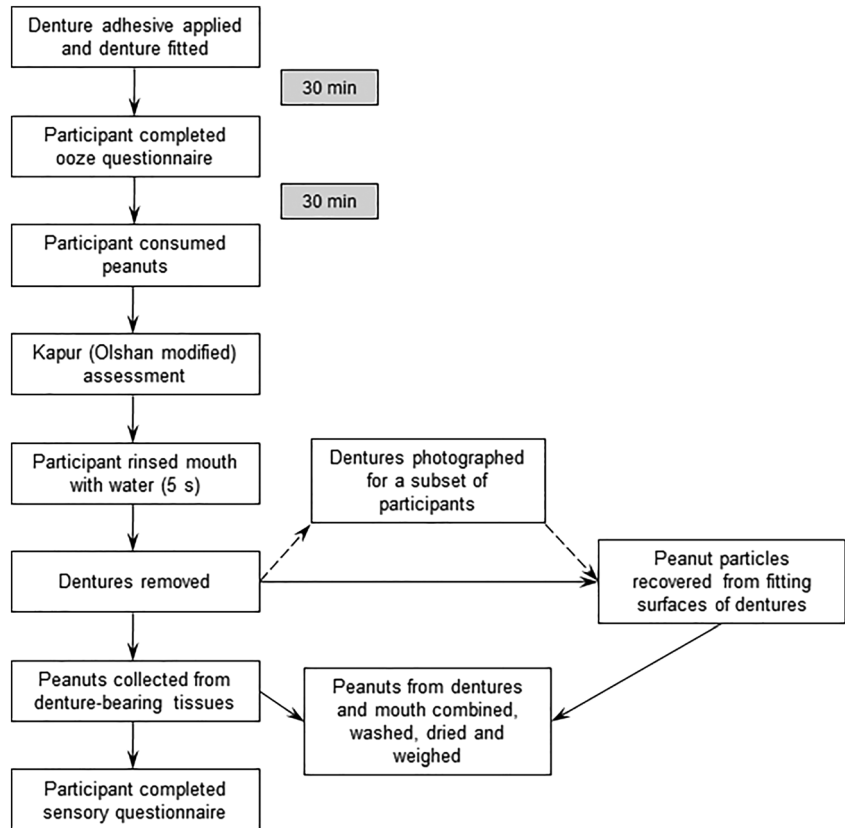 Denture adhesive applied
and denture fitted
30 min
Participant completed
ooze questionnaire
30 min
Participant consumed
peanuts
Kapur (Olshan modified)
assessment
Participant rinsed mouth
with water (5 s)
Dentures photographed
for a subset of
participants
Dentures removed
Peanut particles
recovered from fitting
surfaces of dentures
Peanuts collected from
denture-bearing tissues
Peanuts from dentures
and mouth combined,
washed, dried and
weighed
Participant completed
sensory questionnaire